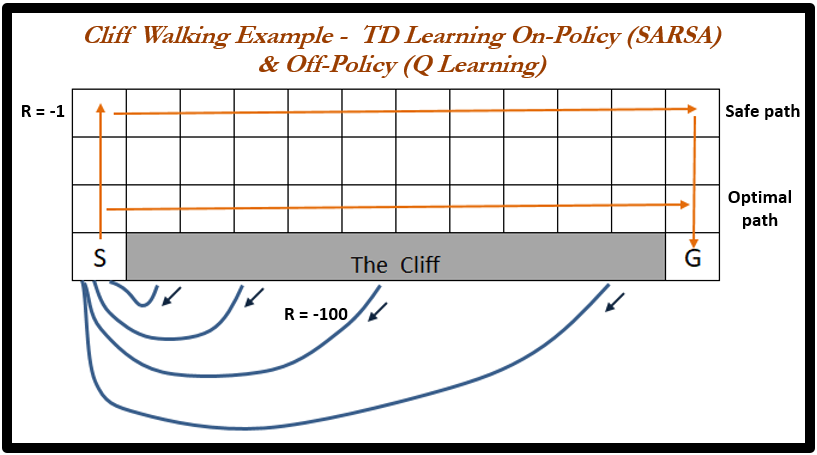 Cliff Walking Example - TD Learning On-Policy (SARSA)
& Off-Policy (Q Learning)
R = -1
Safe path
Optimal
path
S
The Cliff
G
R = -100